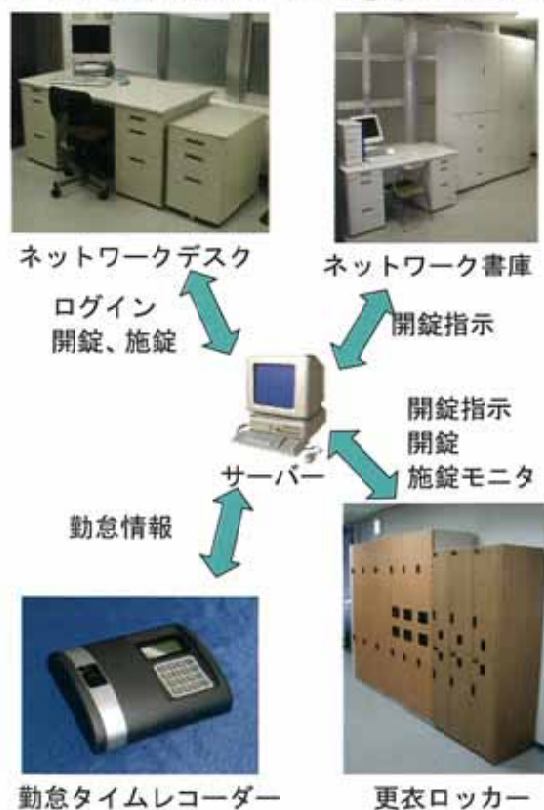 ネットワークデスク
ネットワーク書庫
ログイン
開錠、施錠
開錠指示
開錠指示
開錠
施錠モニタ
サーバー
勤怠情報
勤怠タイムレコーダー
更衣ロッカー